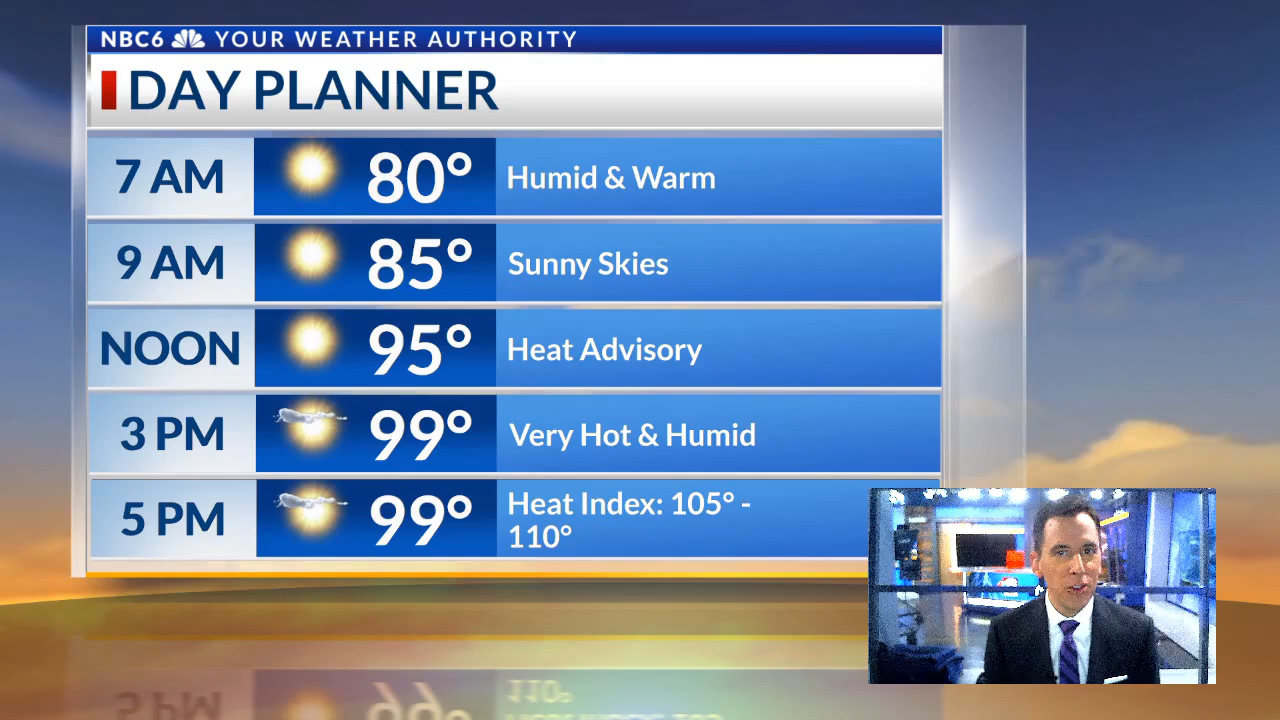 NBC6 YOUR WEATHER AUTHORITY
DAY PLANNER
7 AM 80° Humid & Warm
9 AM 85° Sunny Skies
NOON 95° Heat Advisory
3 PM 99° Very Hot & Humid
5 PM 99° Heat Index: 105° -
110°